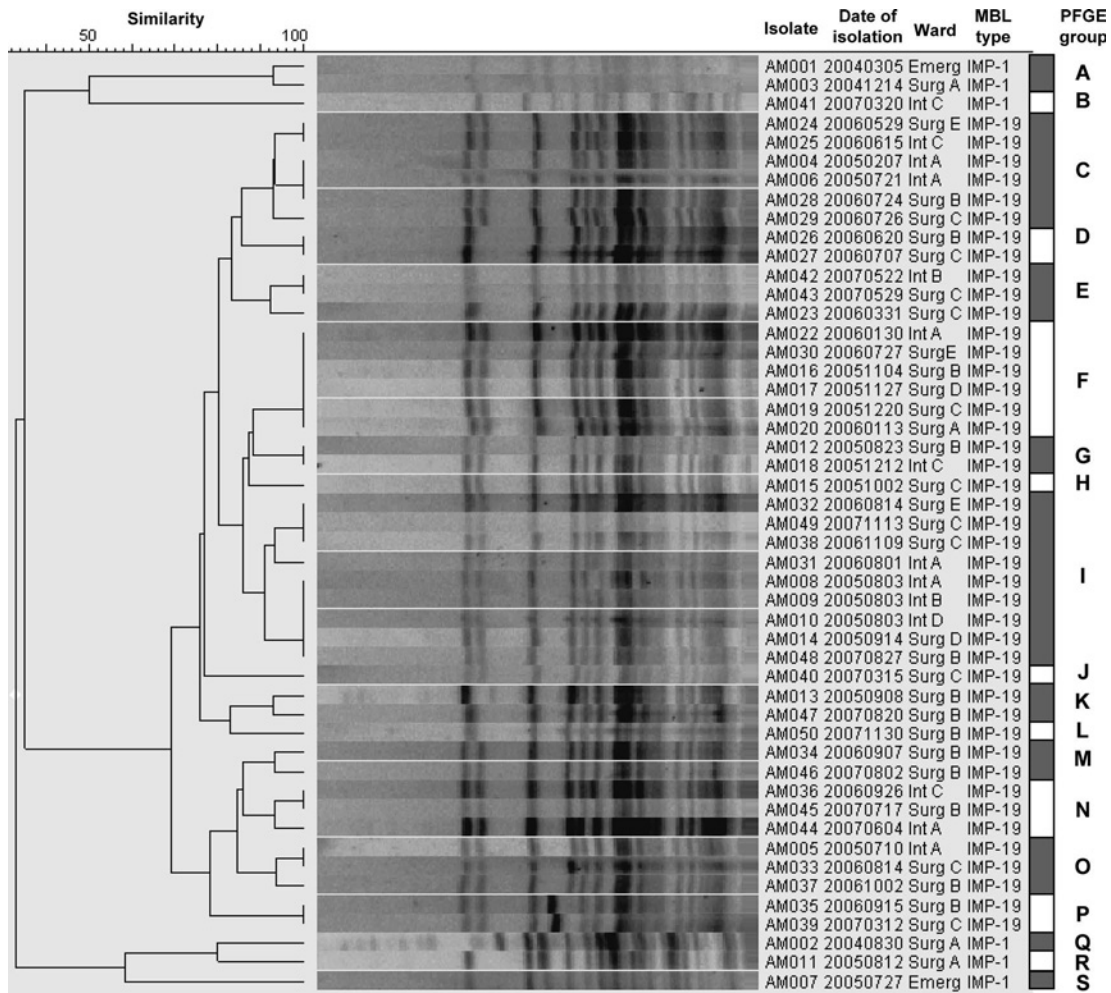 Similarity
50 100
Isolate Date of isolation Ward MBL type PFGE group
AM001 20040305 Emerg IMP-1 A
AM003 20041214 Surg A IMP-1
AM041 20070320 Int C IMP-1 B
AM024 20060529 Surg E IMP-19
AM025 20060615 Int C IMP-19
AM004 20050207 Int A IMP-19 C
AM006 20050721 Int A IMP-19
AM028 20060724 Surg B IMP-19
AM029 20060726 Surg C IMP-19
AM026 20060620 Surg B IMP-19 D
AM027 20060707 Surg C IMP-19
AM042 20070522 Int B IMP-19
AM043 20070529 Surg C IMP-19 E
AM023 20060331 Surg C IMP-19
AM022 20060130 Int A IMP-19
AM030 20060727 SurgE IMP-19
AM016 20051104 Surg B IMP-19 F
AM017 20051127 Surg D IMP-19
AM019 20051220 Surg C IMP-19
AM020 20060113 Surg A IMP-19
AM012 20050823 Surg B IMP-19 G
AM018 20051212 Int C IMP-19
AM015 20051002 Surg C IMP-19 H
AM032 20060814 Surg E IMP-19
AM049 20071113 Surg C IMP-19
AM038 20061109 Surg C IMP-19
AM031 20060801 Int A IMP-19 I
AM008 20050803 Int A IMP-19
AM009 20050803 Int B IMP-19
AM010 20050803 Int D IMP-19
AM014 20050914 Surg D IMP-19
AM048 20070827 Surg B IMP-19
AM040 20070315 Surg C IMP-19 J
AM013 20050908 Surg B IMP-19 K
AM047 20070820 Surg B IMP-19
AM050 20071130 Surg B IMP-19 L
AM034 20060907 Surg B IMP-19 M
AM046 20070802 Surg B IMP-19
AM036 20060926 Int C IMP-19
AM045 20070717 Surg B IMP-19 N
AM044 20070604 Int A IMP-19
AM005 20050710 Int A IMP-19
AM033 20060814 Surg C IMP-19 O
AM037 20061002 Surg B IMP-19
AM035 20060915 Surg B IMP-19 P
AM039 20070312 Surg C IMP-19
AM002 20040830 Surg A IMP-1 Q
AM011 20050812 Surg A IMP-1 R
AM007 20050727 Emerg IMP-1 S